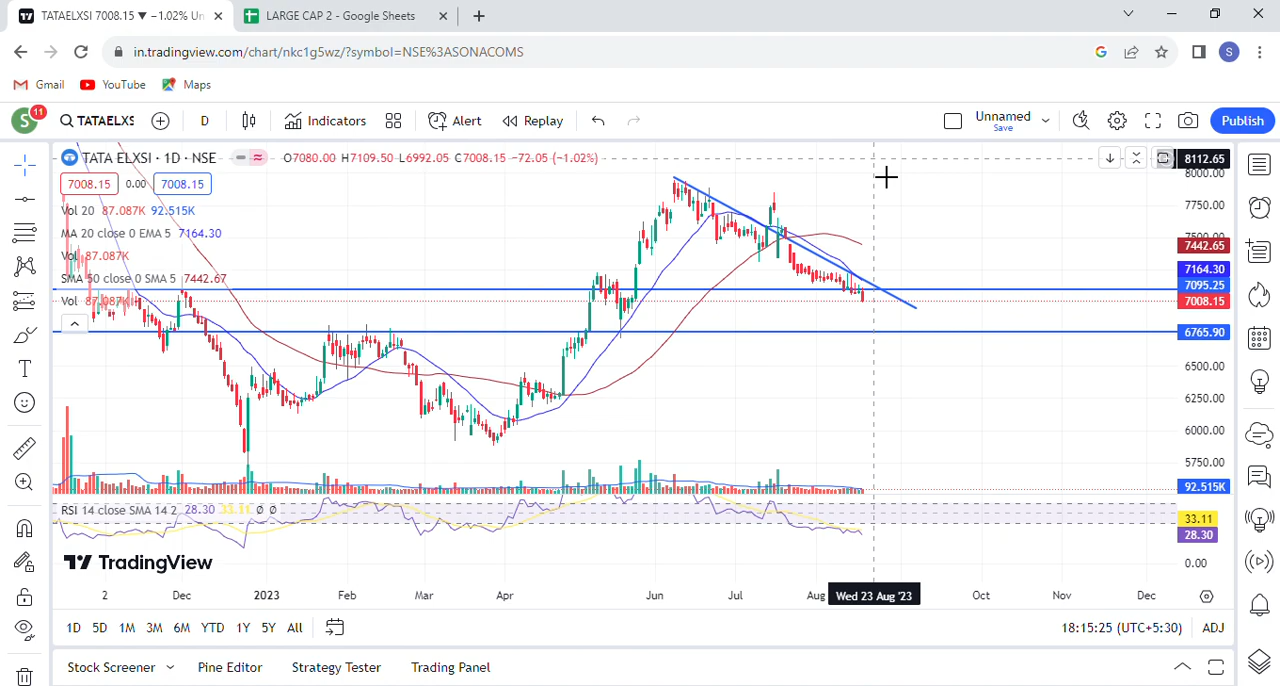 TATAELXSI 7008.15 ▼ −1.02% Un
LARGE CAP 2 - Google Sheets
in.tradingview.com/chart/nkc1g5wz/?symbol=NSE%3ASONACOMS
G
S
Gmail
YouTube
Maps
S
11
TATAELXS
D
Indicators
Alert
Replay
Unnamed
Save
Publish
TATA ELXSI · 1D · NSE
O7080.00 H7109.50 L6992.05 C7008.15 −72.05 (−1.02%)
7008.15
0.00
7008.15
Vol 20 87.087K 92.515K
MA 20 close 0 EMA 5 7164.30
Vol 87.087K
SMA 50 close 0 SMA 5 7442.67
Vol 87.087K
8112.65
8000.00
7750.00
7500.00
7442.65
7164.30
7095.25
7008.15
6765.90
6500.00
6250.00
6000.00
5750.00
92.515K
RSI 14 close SMA 14 2 28.30 33.11 Ø Ø
33.11
28.30
0.00
TradingView
2
Dec
2023
Feb
Mar
Apr
Jun
Jul
Aug
Wed 23 Aug '23
Oct
Nov
Dec
1D 5D 1M 3M 6M YTD 1Y 5Y All
18:15:25 (UTC+5:30)
ADJ
Stock Screener
Pine Editor
Strategy Tester
Trading Panel